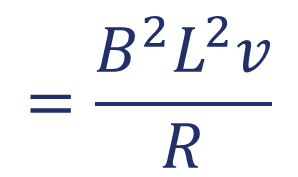 = B²L²v / R